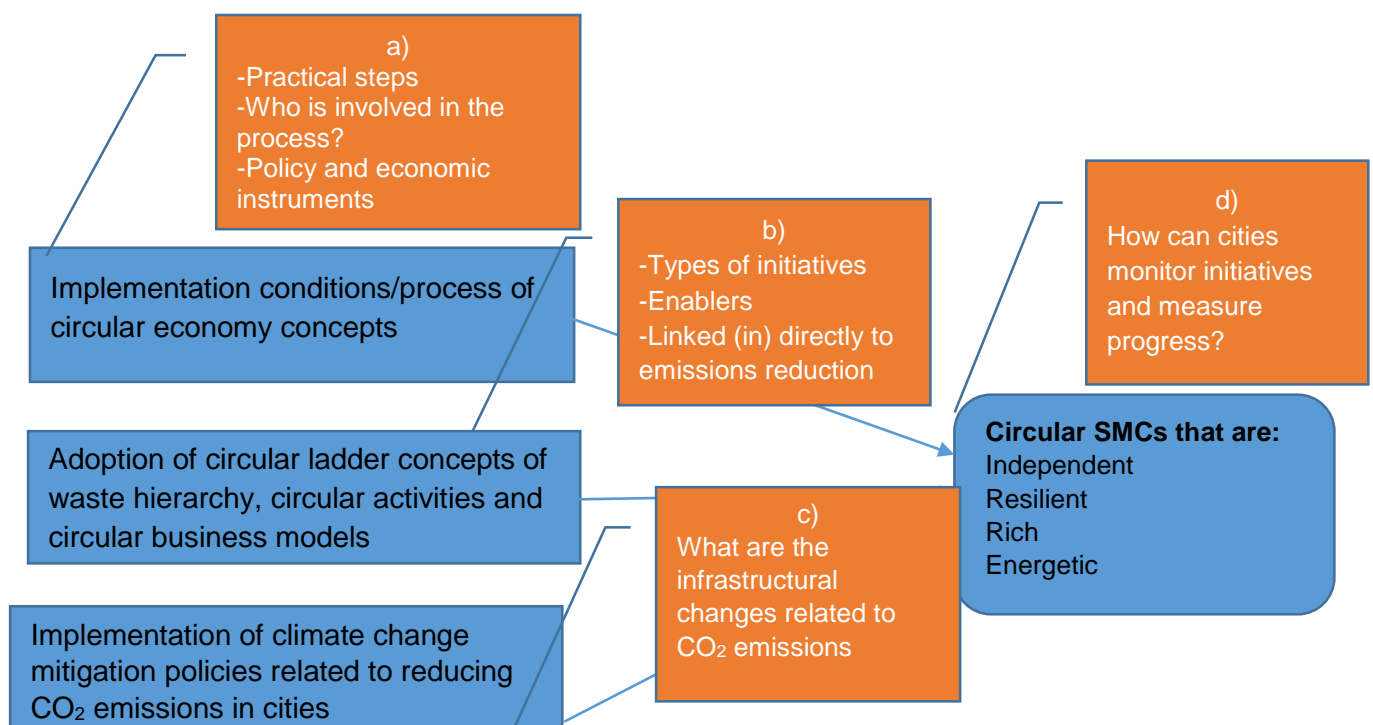 a)
-Practical steps
-Who is involved in the
process?
-Policy and economic
instruments
Implementation conditions/process of
circular economy concepts
b)
-Types of initiatives
-Enablers
-Linked (in) directly to
emissions reduction
d)
How can cities
monitor initiatives
and measure
progress?
Adoption of circular ladder concepts of
waste hierarchy, circular activities and
circular business models
c)
What are the
infrastructural
changes related to
CO₂ emissions
Circular SMCs that are:
Independent
Resilient
Rich
Energetic
Implementation of climate change
mitigation policies related to reducing
CO₂ emissions in cities